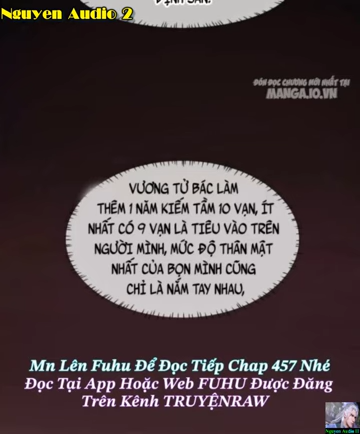 Nguyen Audio 2
ĐỊNH SẴN.
ĐÓN ĐỌC CHƯƠNG MỚI NHẤT TẠI
MANGA.IO.VN
VƯƠNG TỬ BÁC LÀM
THÊM 1 NĂM KIẾM TẦM 10 VẠN, ÍT
NHẤT CÓ 9 VẠN LÀ TIÊU VÀO TRÊN
NGƯỜI MÌNH, MỨC ĐỘ THÂN MẬT
NHẤT CỦA BỌN MÌNH CŨNG
CHỈ LÀ NẮM TAY NHAU,
Mn Lên Fuhu Để Đọc Tiếp Chap 457 Nhé
Đọc Tại App Hoặc Web FUHU Được Đăng
Trên Kênh TRUYỆNRAW